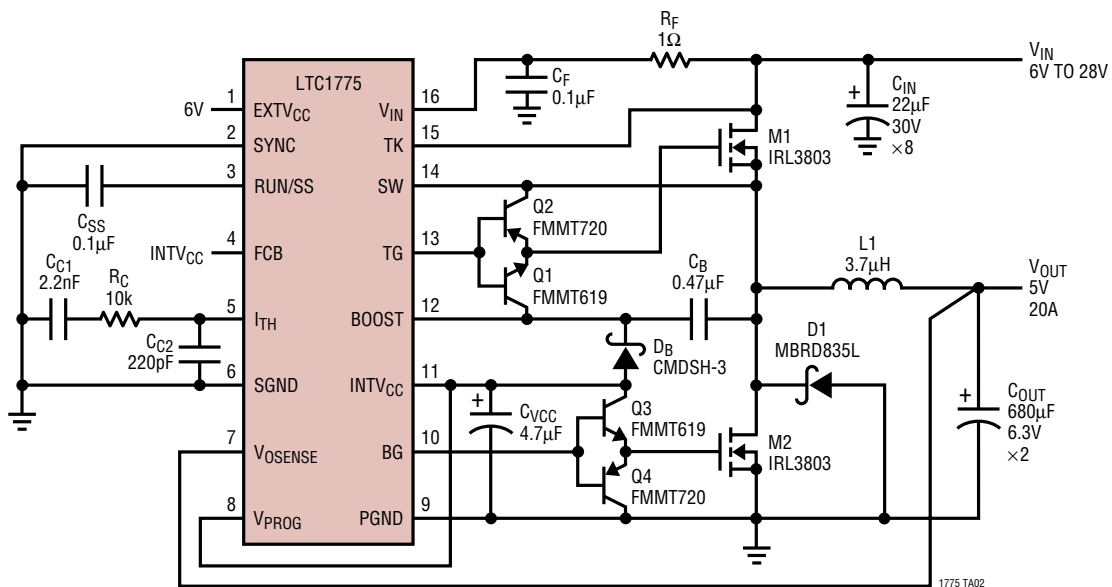 LTC1775
1
EXTVCC
6V
2
SYNC
3
RUN/SS
CSS
0.1µF
4
FCB
INTVCC
CC1
2.2nF
RC
10k
5
ITH
CC2
220pF
6
SGND
7
VOSENSE
8
VPROG
16
VIN
15
TK
14
SW
13
TG
12
BOOST
11
INTVCC
10
BG
9
PGND
CF
0.1µF
RF
1Ω
VIN
6V TO 28V
CIN
22µF
30V
×8
+
M1
IRL3803
Q2
FMMT720
Q1
FMMT619
CB
0.47µF
L1
3.7µH
VOUT
5V
20A
DB
CMDSH-3
D1
MBRD835L
+
CVCC
4.7µF
Q3
FMMT619
Q4
FMMT720
M2
IRL3803
+
COUT
680µF
6.3V
×2
1775 TA02